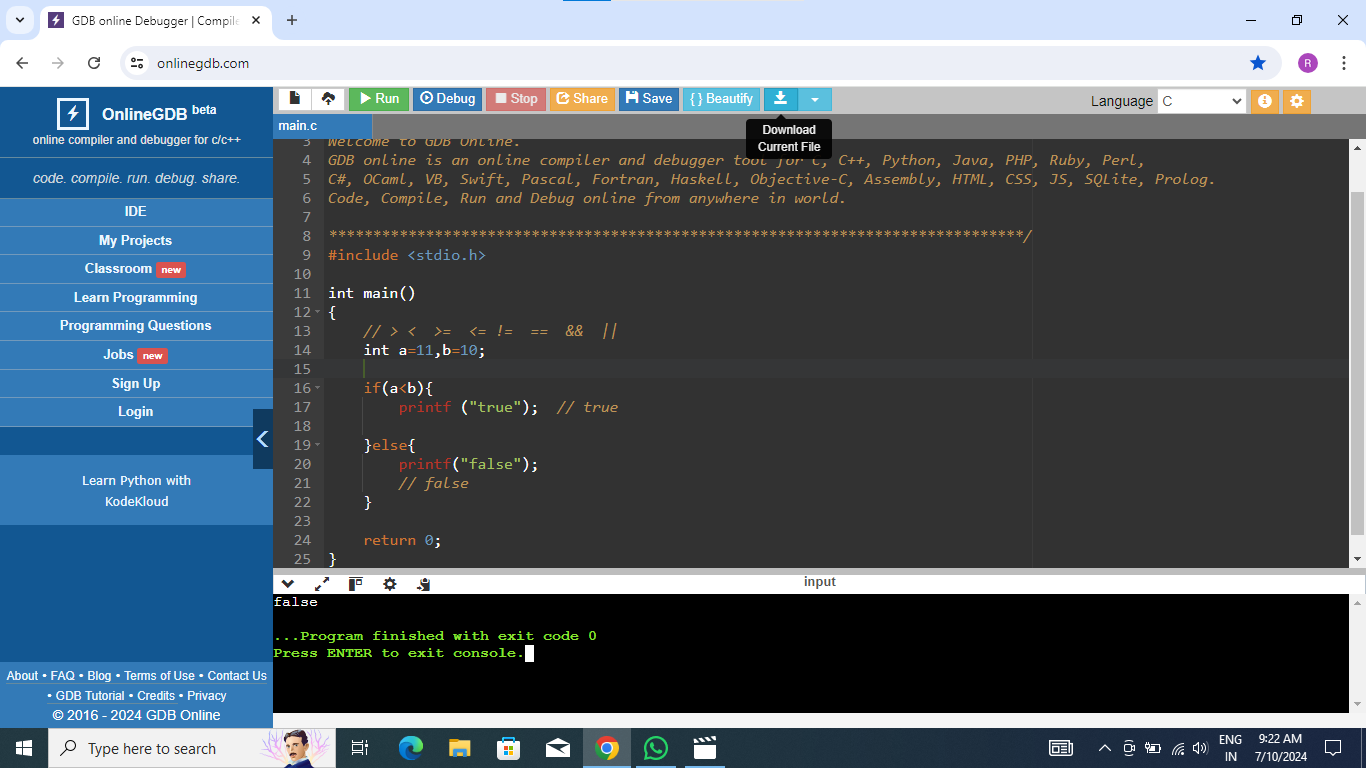 GDB online Debugger | Compile
onlinegdb.com
R
OnlineGDB beta
online compiler and debugger for c/c++
code. compile. run. debug. share.
IDE
My Projects
Classroom new
Learn Programming
Programming Questions
Jobs new
Sign Up
Login
Learn Python with
KodeKloud
About • FAQ • Blog • Terms of Use • Contact Us
• GDB Tutorial • Credits • Privacy
© 2016 - 2024 GDB Online
Run Debug Stop Share Save { } Beautify
Language C
Download
Current File
main.c
3 Welcome to GDB Online.
4 GDB online is an online compiler and debugger tool for C, C++, Python, Java, PHP, Ruby, Perl,
5 C#, OCaml, VB, Swift, Pascal, Fortran, Haskell, Objective-C, Assembly, HTML, CSS, JS, SQLite, Prolog.
6 Code, Compile, Run and Debug online from anywhere in world.
7
8 *******************************************************************************/
9 #include <stdio.h>
10
11 int main()
12 {
13 // > < >= <= != == && ||
14 int a=11,b=10;
15
16 if(a<b){
17 printf ("true"); // true
18
19 }else{
20 printf("false");
21 // false
22 }
23
24 return 0;
25 }
input
false
...Program finished with exit code 0
Press ENTER to exit console.
Type here to search
ENG
IN
9:22 AM
7/10/2024